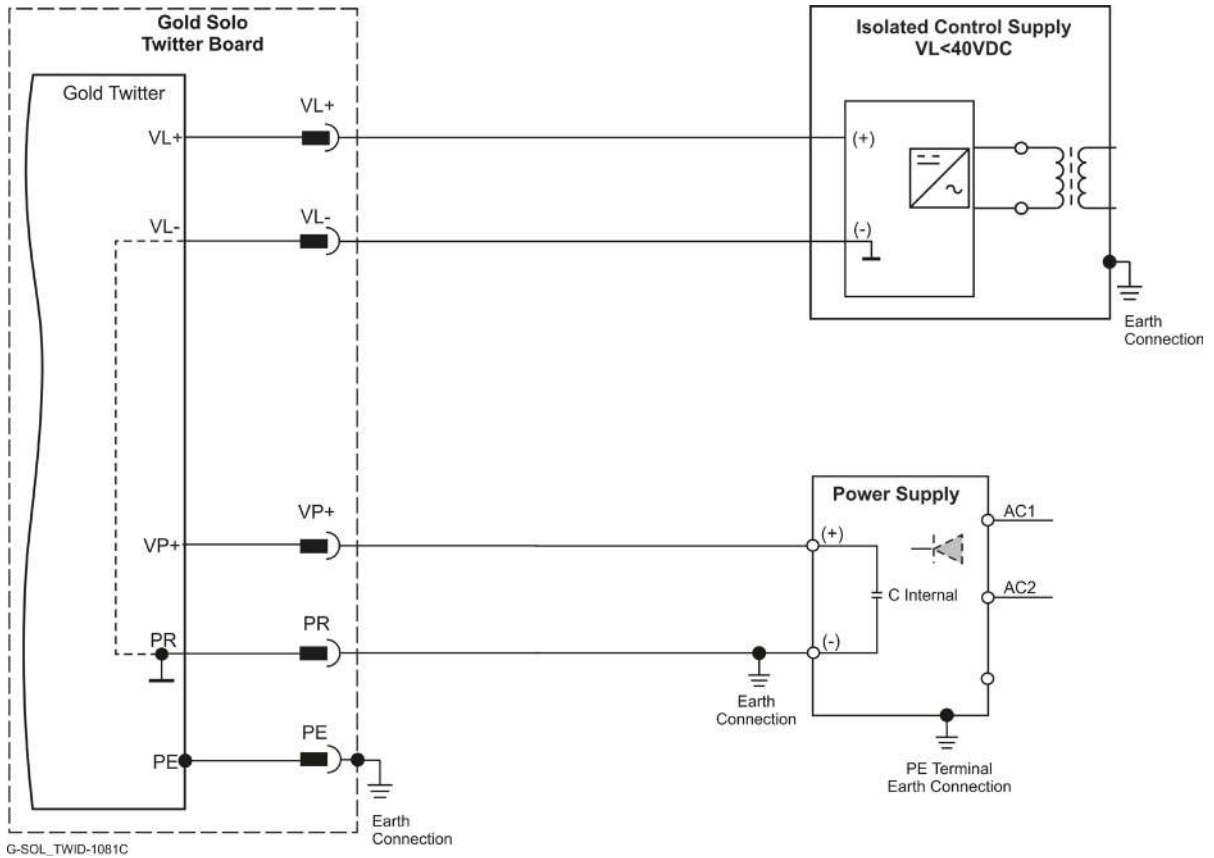 Gold Solo
Twitter Board
Gold Twitter
VL+
VL+
VL-
VL-
VP+
VP+
PR
PR
PE
PE
Earth
Connection
G-SOL_TWID-1081C
Isolated Control Supply
VL<40VDC
(+)
(-)
Earth
Connection
Power Supply
(+)
C Internal
(-)
AC1
AC2
Earth
Connection
PE Terminal
Earth Connection